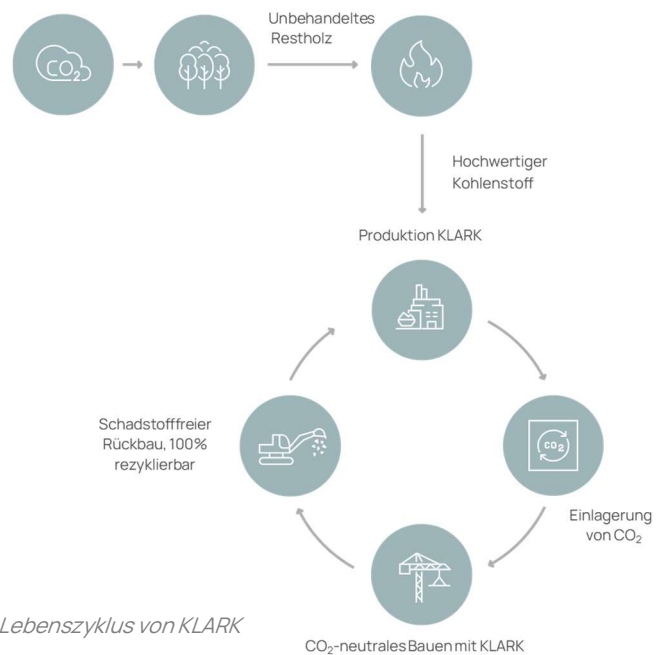 Unbehandeltes
Restholz
CO₂
Hochwertiger
Kohlenstoff
Produktion KLARK
Schadstofffreier
Rückbau, 100%
rezyklierbar
CO₂
Einlagerung
von CO₂
Lebenszyklus von KLARK
CO₂-neutrales Bauen mit KLARK